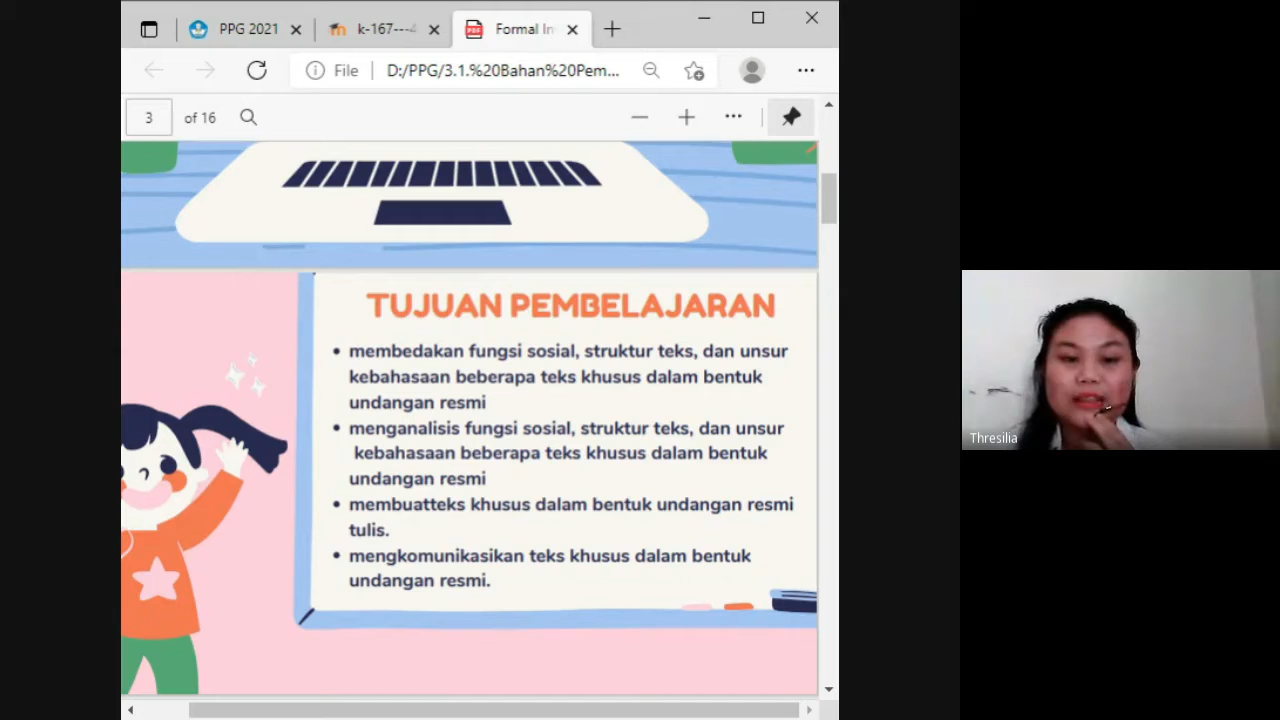 PPG 2021
k-167---4
Formal In
File
D:/PPG/3.1.%20Bahan%20Pem...
3
of 16
TUJUAN PEMBELAJARAN
• membedakan fungsi sosial, struktur teks, dan unsur
kebahasaan beberapa teks khusus dalam bentuk
undangan resmi
• menganalisis fungsi sosial, struktur teks, dan unsur
kebahasaan beberapa teks khusus dalam bentuk
undangan resmi
• membuatteks khusus dalam bentuk undangan resmi
tulis.
• mengkomunikasikan teks khusus dalam bentuk
undangan resmi.
Thresilia